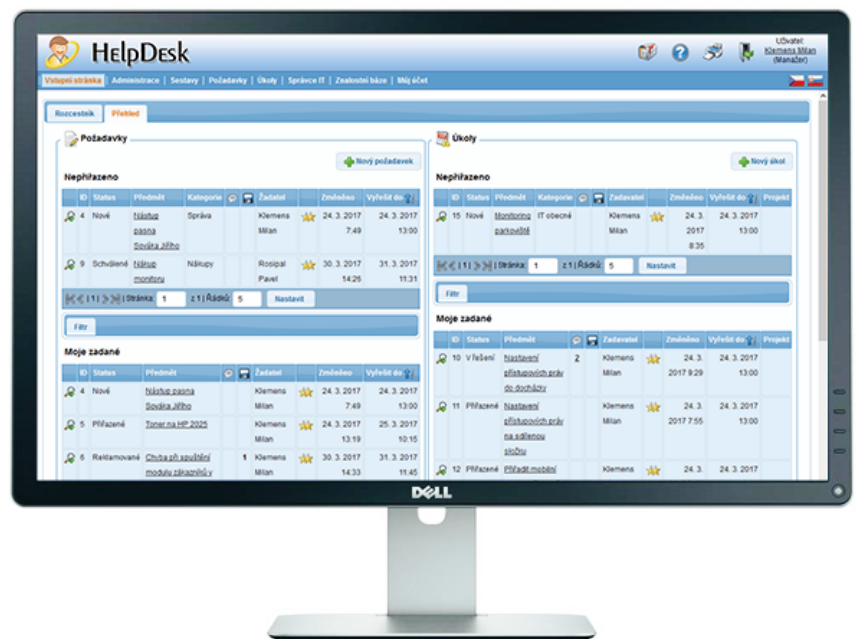 HelpDesk
Uživatel:
Klemens Milan
(Manažer)
Vstupní stránka | Administrace | Sestavy | Požadavky | Úkoly | Správce IT | Znalostní báze | Můj účet
Rozcestník Přehled
Požadavky
Nový požadavek
Nepřiřazeno
ID Status Předmět Kategorie Žadatel Změněno Vyřešit do
4 Nové Nástup Správa Klemens 24. 3. 2017 24. 3. 2017
pasna Milan 7:49 13:00
Sováka Jiřího
9 Schválené Nákup Nákupy Rosipal 30. 3. 2017 31. 3. 2017
monitoru Pavel 14:26 11:31
| 1 | | Stránka: 1 z 1 | Řádků: 5 Nastavit
Filtr
Moje zadané
ID Status Předmět Žadatel Změněno Vyřešit do
4 Nové Nástup pasna Klemens 24. 3. 2017 24. 3. 2017
Sováka Jiřího Milan 7:49 13:00
5 Přiřazené Toner na HP 2025 Klemens 24. 3. 2017 25. 3. 2017
Milan 13:19 10:15
6 Reklamované Chyba při spuštění 1 Klemens 30. 3. 2017 31. 3. 2017
modulu zákazníků v Milan 14:33 11:45
Úkoly
Nový úkol
Nepřiřazeno
ID Status Předmět Kategorie Zadavatel Změněno Vyřešit do Projekt
15 Nové Monitoring IT obecné Klemens 24. 3. 24. 3. 2017
parkoviště Milan 2017 13:00
8:35
| 1 | | Stránka: 1 z 1 | Řádků: 5 Nastavit
Filtr
Moje zadané
ID Status Předmět Zadavatel Změněno Vyřešit do Projekt
10 V řešení Nastavení 2 Klemens 24. 3. 24. 3. 2017
přístupových práv Milan 2017 9:29 13:00
do docházky
11 Přiřazené Nastavení Klemens 24. 3. 24. 3. 2017
přístupových práv Milan 2017 7:55 13:00
na sdílenou
složku
12 Přiřazené Přiřadit mobilní Klemens 24. 3. 24. 3. 2017
DELL